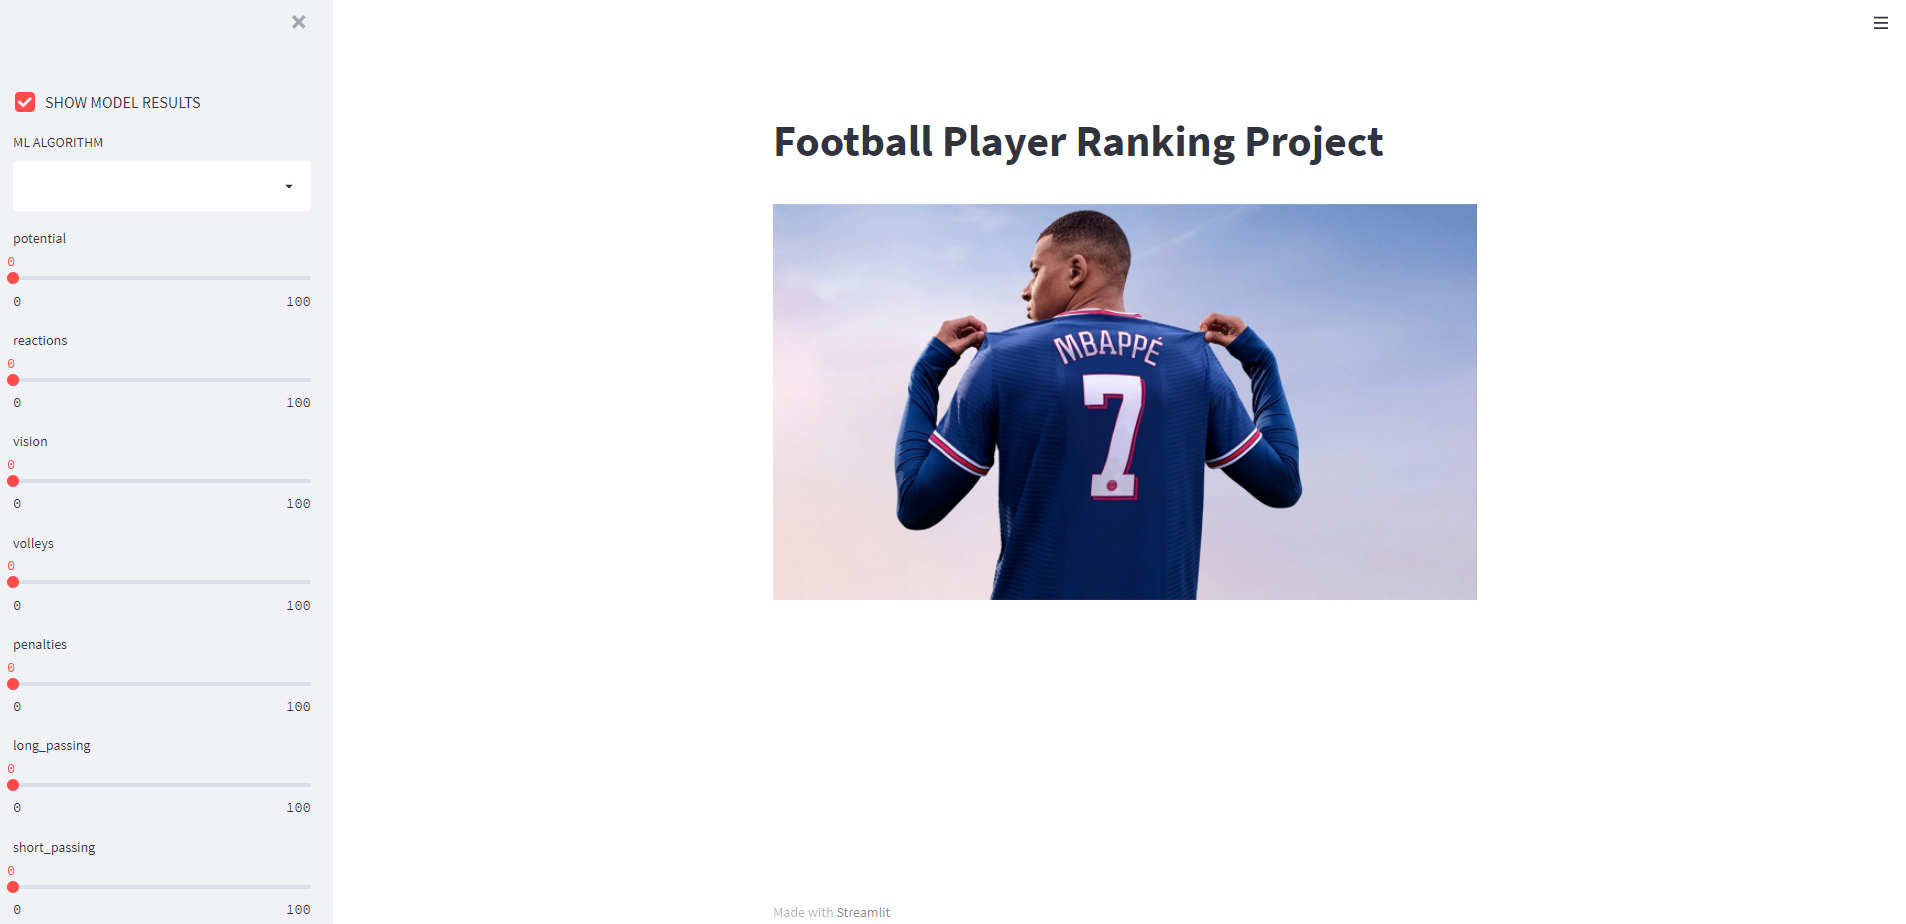 SHOW MODEL RESULTS
ML ALGORITHM
potential
0
0 100
reactions
0
0 100
vision
0
0 100
volleys
0
0 100
penalties
0
0 100
long_passing
0
0 100
short_passing
0
0 100
Football Player Ranking Project
MBAPPÉ
7
Made with Streamlit